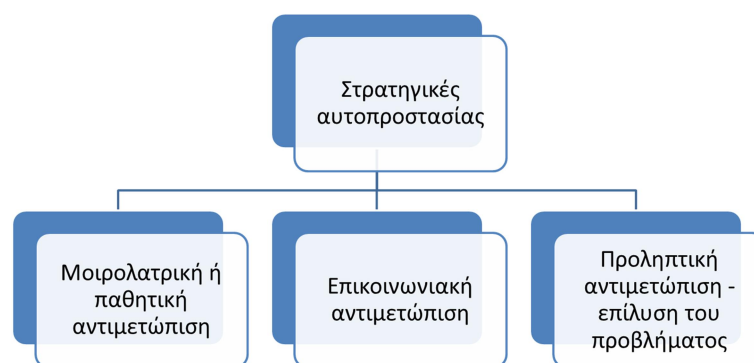 Στρατηγικές
αυτοπροστασίας
Μοιρολατρική ή
παθητική
αντιμετώπιση
Επικοινωνιακή
αντιμετώπιση
Προληπτική
αντιμετώπιση -
επίλυση του
προβλήματος